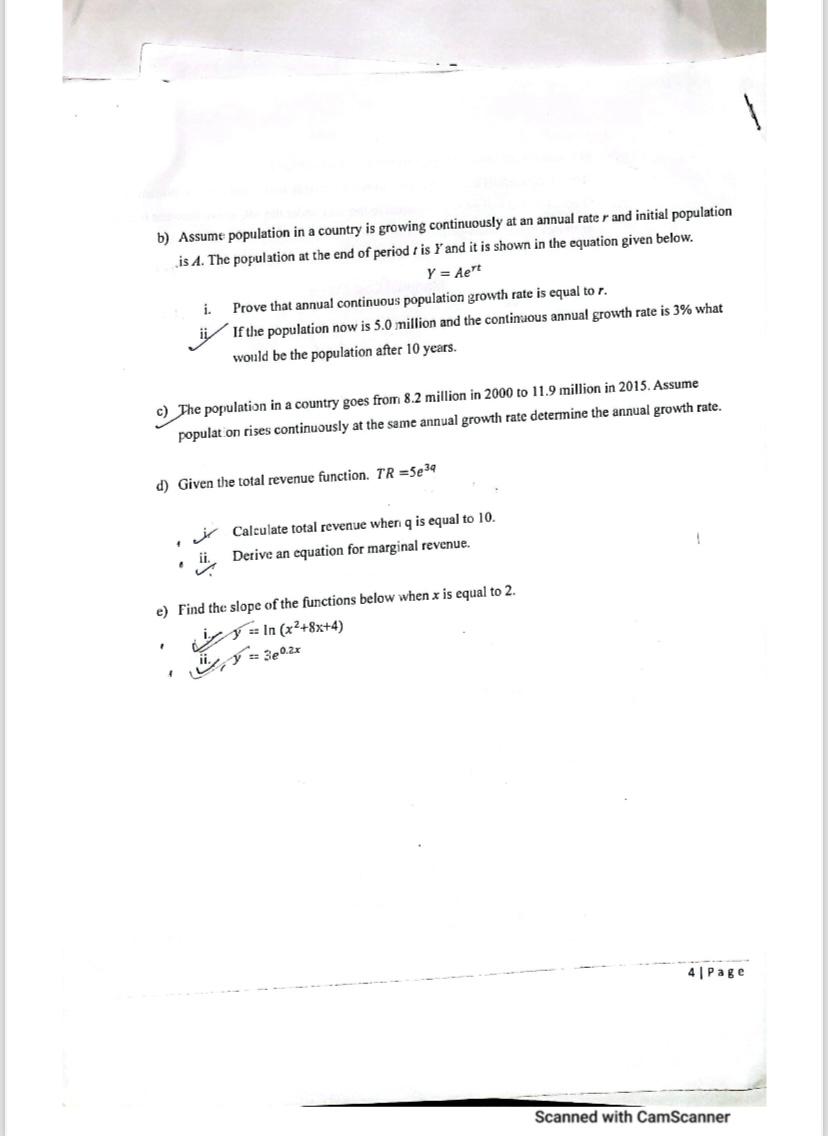 b) Assume population in a country is growing continuously at an annual rate r and initial population
is A. The population at the end of period t is Y and it is shown in the equation given below.
Y = Ae^rt
i. Prove that annual continuous population growth rate is equal to r.
ii. If the population now is 5.0 million and the continuous annual growth rate is 3% what
would be the population after 10 years.
c) The population in a country goes from 8.2 million in 2000 to 11.9 million in 2015. Assume
population rises continuously at the same annual growth rate determine the annual growth rate.
d) Given the total revenue function. TR =5e^3q
i. Calculate total revenue when q is equal to 10.
ii. Derive an equation for marginal revenue.
e) Find the slope of the functions below when x is equal to 2.
i. y = ln (x²+8x+4)
ii. y = 3e^0.2x
4 | Page
Scanned with CamScanner